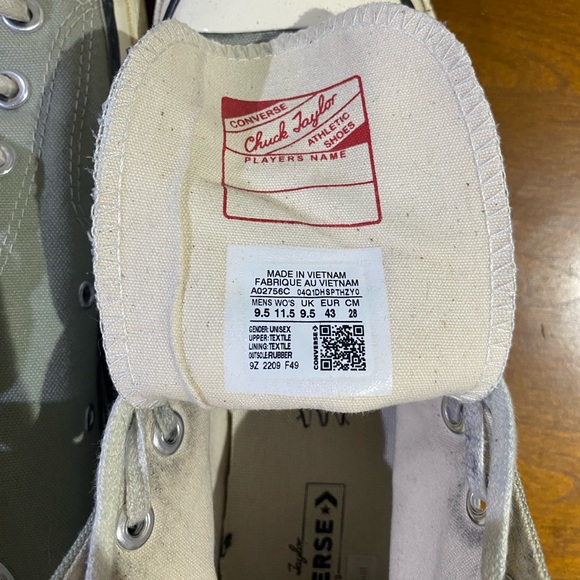 CONVERSE
Chuck Taylor
ATHLETIC
SHOES
PLAYERS NAME
MADE IN VIETNAM
FABRIQUE AU VIETNAM
A02756C 04Q1DHSPTHZY0
MENS WO'S UK EUR CM
9.5 11.5 9.5 43 28
GENDER:UNISEX
UPPER:TEXTILE
LINING:TEXTILE
OUTSOLE:RUBBER
9Z 2209 F49
CONVERSE
Taylor
ERSE